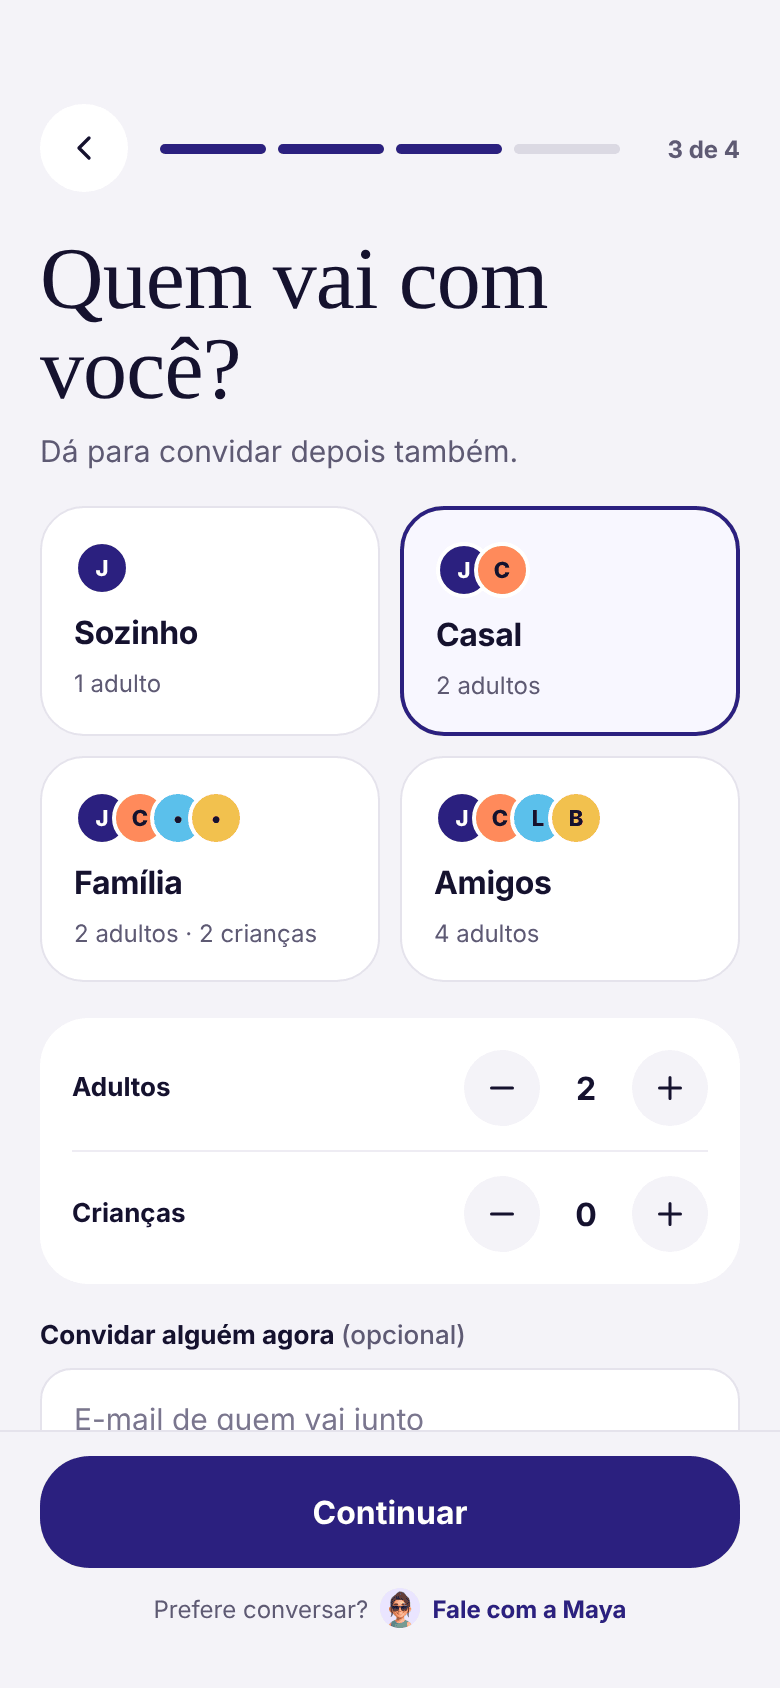 3 de 4
Quem vai com
você?
Dá para convidar depois também.
J
Sozinho
1 adulto
J C
Casal
2 adultos
J C • •
Família
2 adultos · 2 crianças
J C L B
Amigos
4 adultos
Adultos
2
Crianças
0
Convidar alguém agora (opcional)
E-mail de quem vai junto
Continuar
Prefere conversar? Fale com a Maya